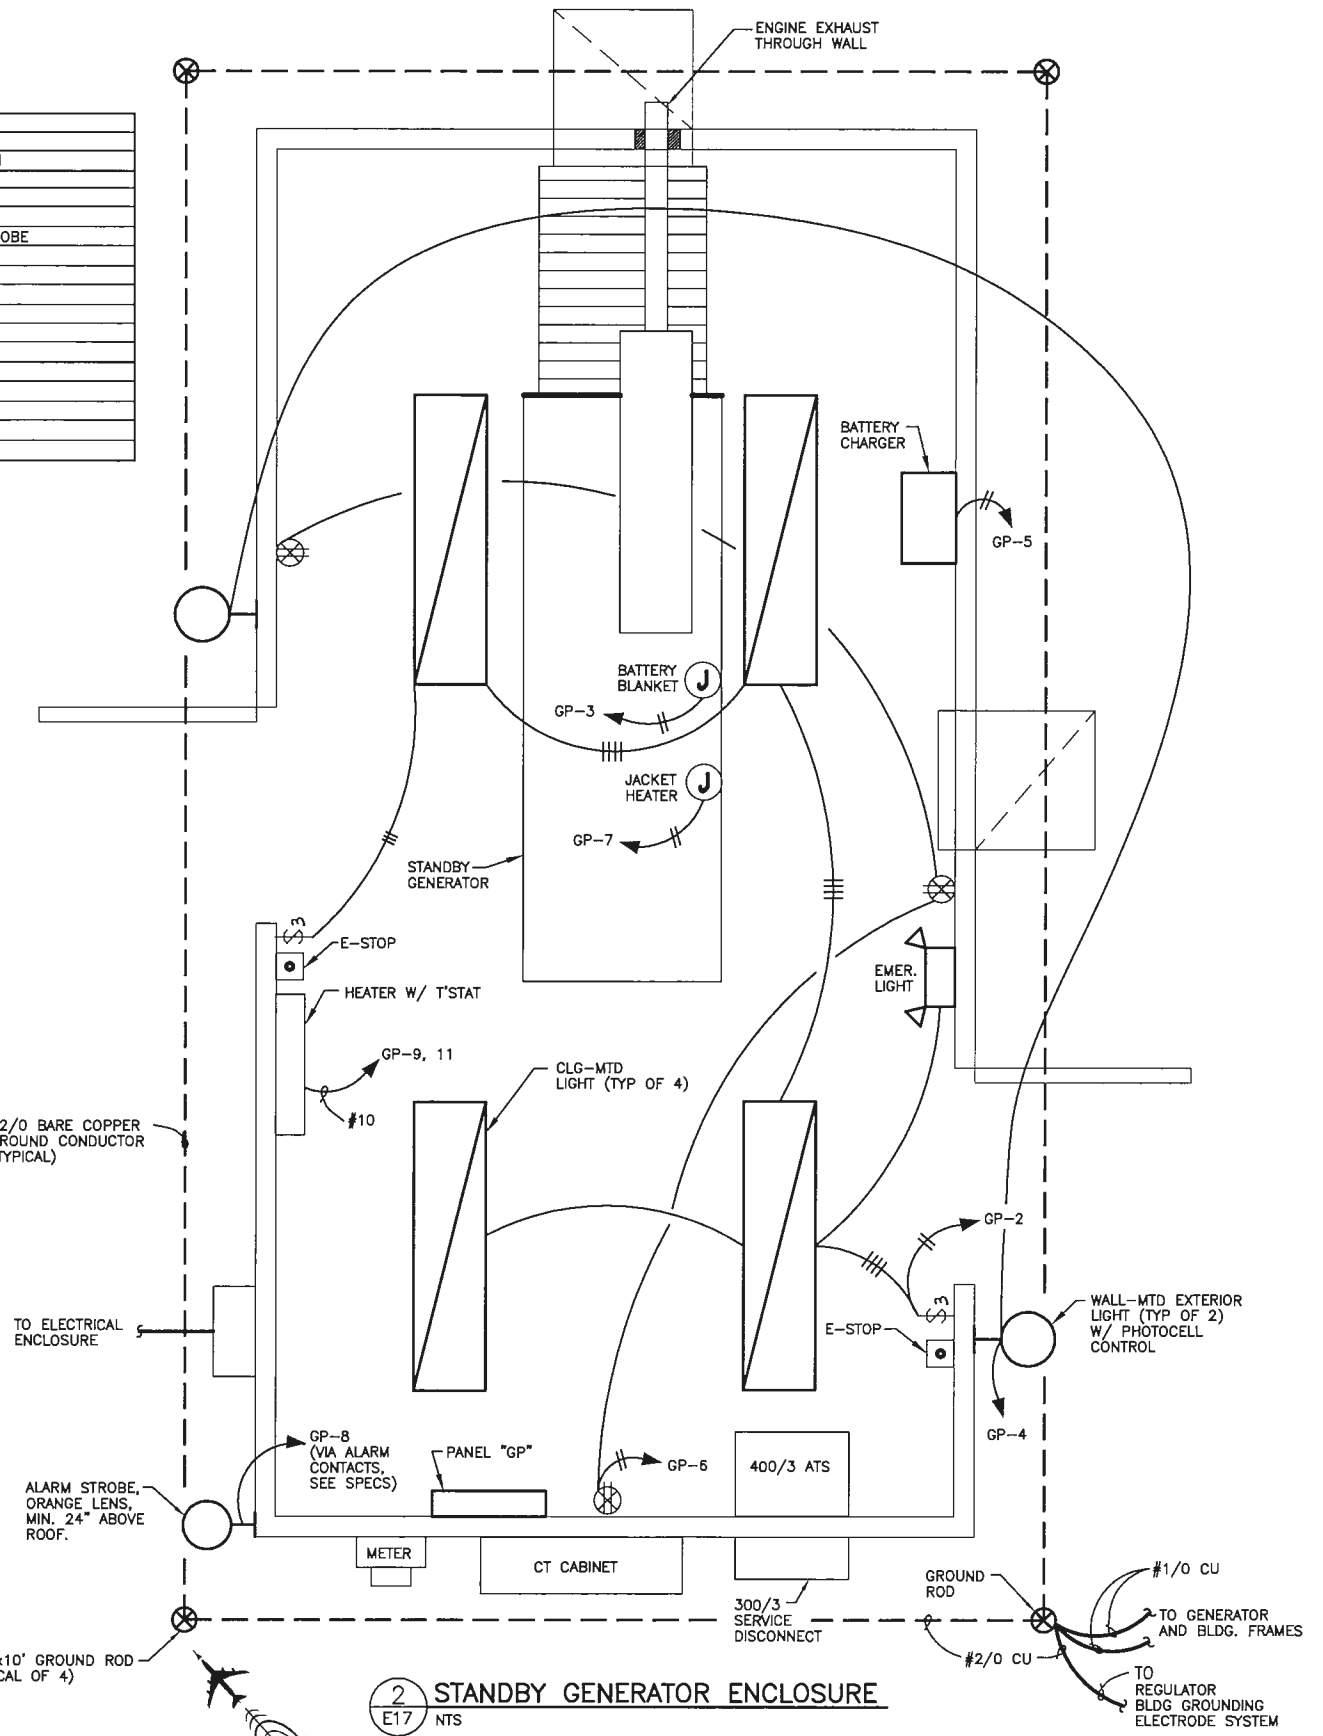 ENGINE EXHAUST
THROUGH WALL
OBE
BATTERY
CHARGER
GP-5
BATTERY
BLANKET
J
GP-3
JACKET
HEATER
J
GP-7
STANDBY
GENERATOR
S3
E-STOP
HEATER W/ T'STAT
EMER.
LIGHT
GP-9, 11
#10
CLG-MTD
LIGHT (TYP OF 4)
2/0 BARE COPPER
ROUND CONDUCTOR
TYPICAL)
GP-2
S3
E-STOP
WALL-MTD EXTERIOR
LIGHT (TYP OF 2)
W/ PHOTOCELL
CONTROL
GP-4
TO ELECTRICAL
ENCLOSURE
GP-8
(VIA ALARM
CONTACTS,
SEE SPECS)
PANEL "GP"
GP-6
400/3 ATS
ALARM STROBE,
ORANGE LENS,
MIN. 24" ABOVE
ROOF.
METER
CT CABINET
300/3
SERVICE
DISCONNECT
GROUND
ROD
#1/0 CU
TO GENERATOR
AND BLDG. FRAMES
#2/0 CU
TO
REGULATOR
BLDG GROUNDING
ELECTRODE SYSTEM
x10' GROUND ROD
CAL OF 4)
2
E17
STANDBY GENERATOR ENCLOSURE
NTS